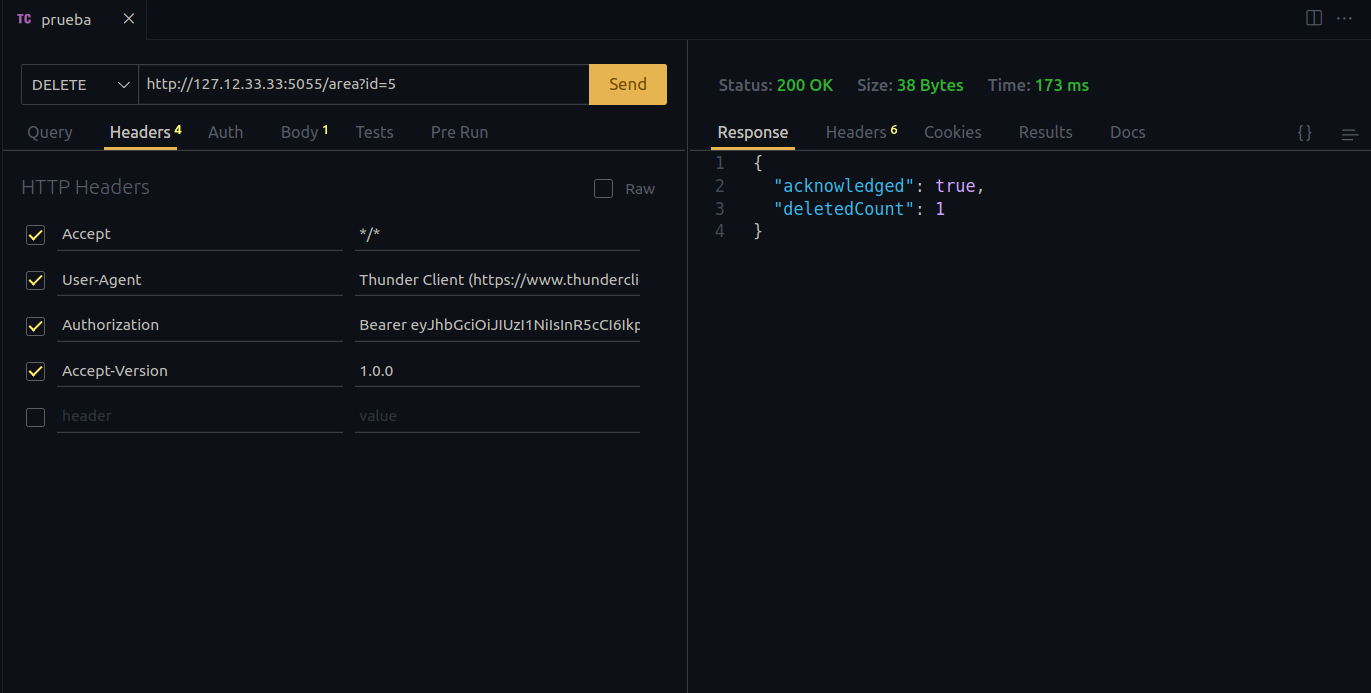 TC prueba
DELETE http://127.12.33.33:5055/area?id=5 Send
Query Headers 4 Auth Body 1 Tests Pre Run
HTTP Headers Raw
Accept */*
User-Agent Thunder Client (https://www.thundercli
Authorization Bearer eyJhbGciOiJIUzI1NiIsInR5cCI6Ikp
Accept-Version 1.0.0
header value
Status: 200 OK Size: 38 Bytes Time: 173 ms
Response Headers 6 Cookies Results Docs {}
1 {
2 "acknowledged": true,
3 "deletedCount": 1
4 }